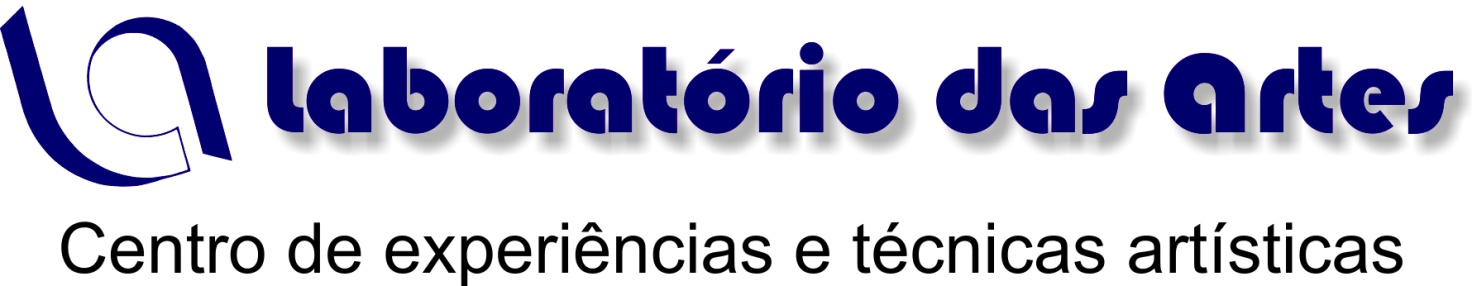 Laboratório das Artes
Centro de experiências e técnicas artísticas